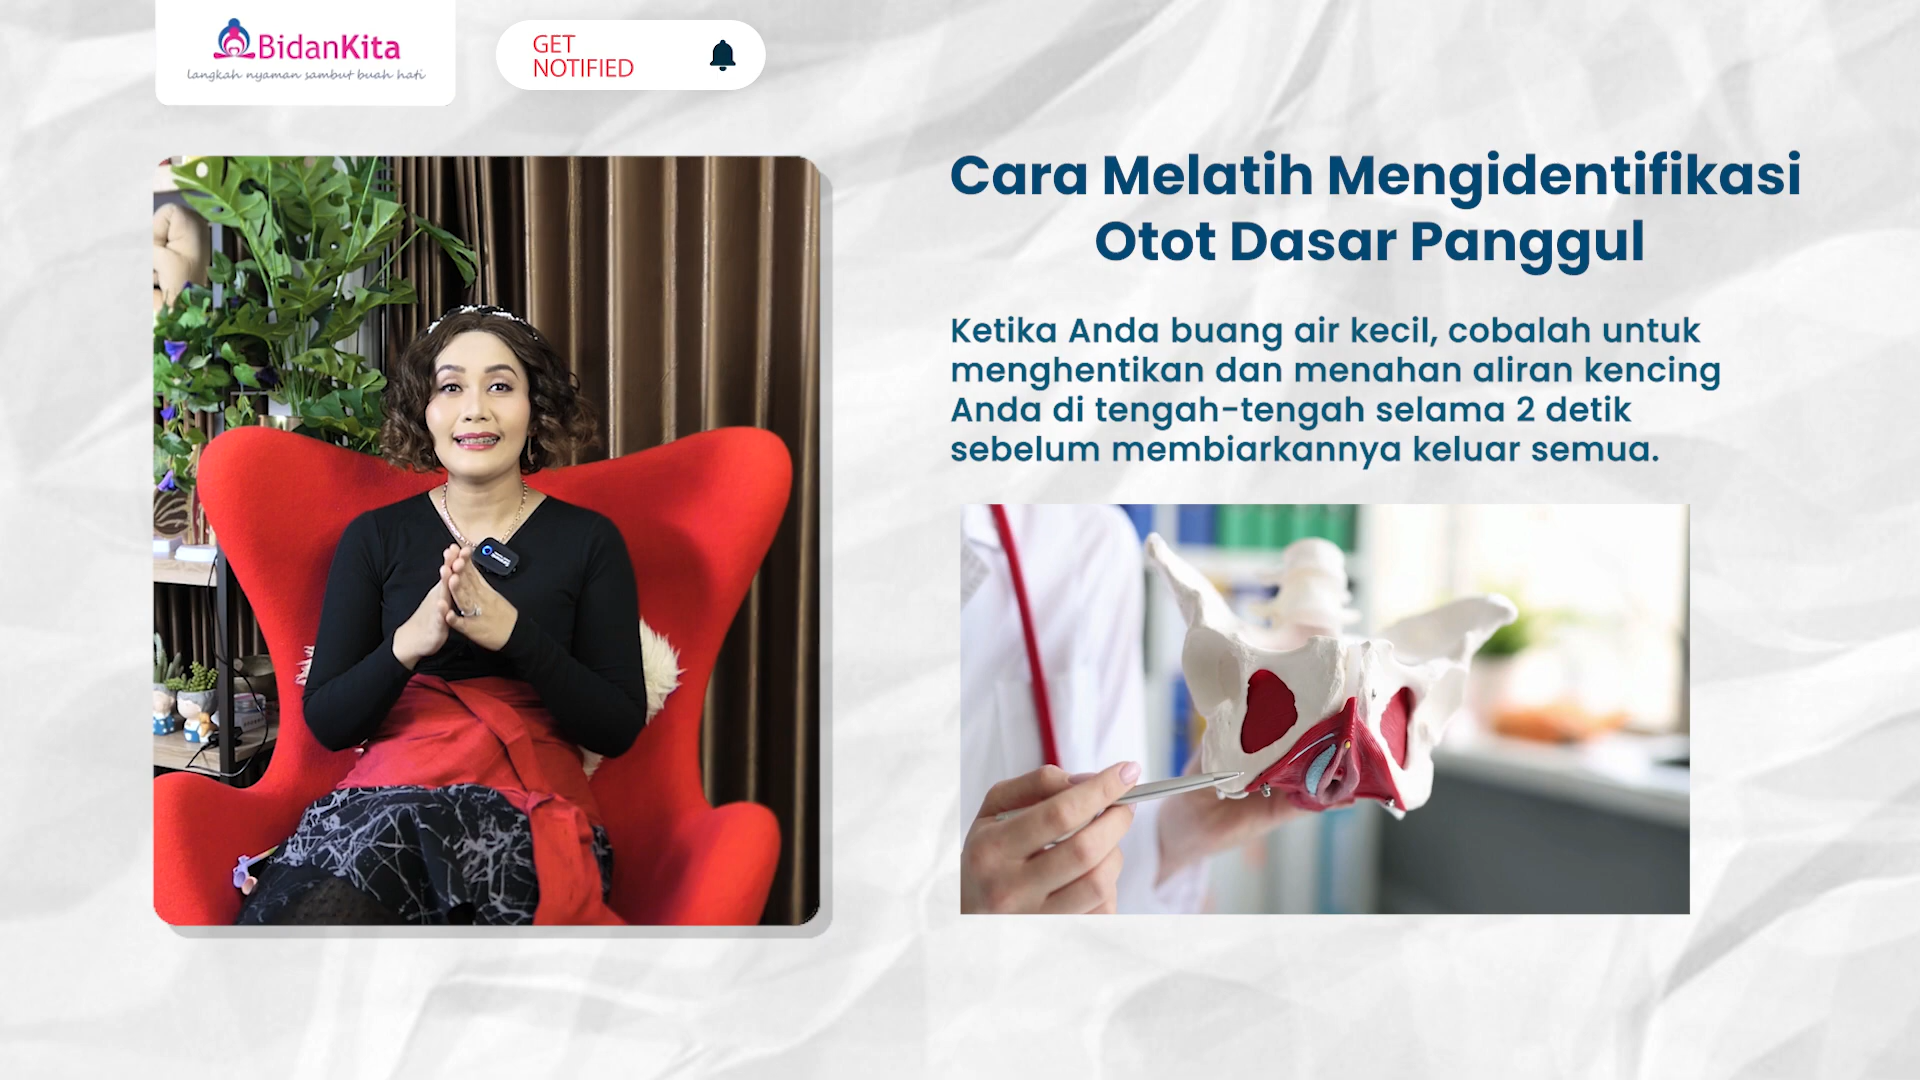 BidanKita
langkah nyaman sambut buah hati
GET
NOTIFIED
Cara Melatih Mengidentifikasi
Otot Dasar Panggul
Ketika Anda buang air kecil, cobalah untuk
menghentikan dan menahan aliran kencing
Anda di tengah-tengah selama 2 detik
sebelum membiarkannya keluar semua.